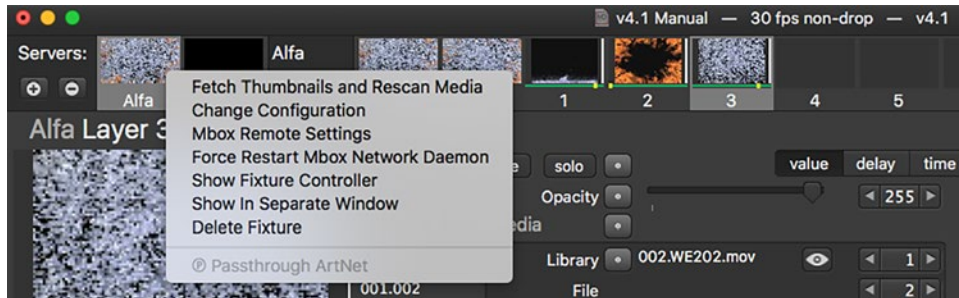 v4.1 Manual — 30 fps non-drop — v4.1
Servers:
Alfa
Alfa
1
2
3
4
5
Fetch Thumbnails and Rescan Media
Change Configuration
Mbox Remote Settings
Force Restart Mbox Network Daemon
Show Fixture Controller
Show In Separate Window
Delete Fixture
Ⓟ Passthrough ArtNet
Alfa Layer 3
solo
value
delay
time
Opacity
255
Library
002.WE202.mov
1
001.002
File
2